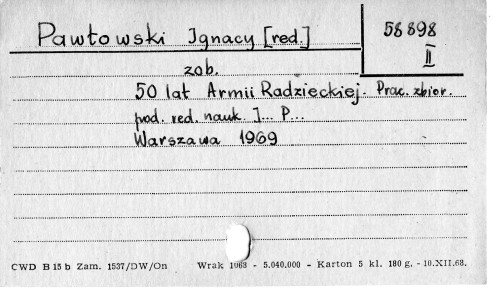 Pawłowski Ignacy [red.]
58898
II
zob.
50 lat Armii Radzieckiej. Prac. zbior.
pod. red. nauk. I... P...
Warszawa 1969
CWD B 15 b Zam. 1537/DW/On Wrak 1968 - 5.040.000 - Karton 5 kl. 180 g. - 10.XII.68.